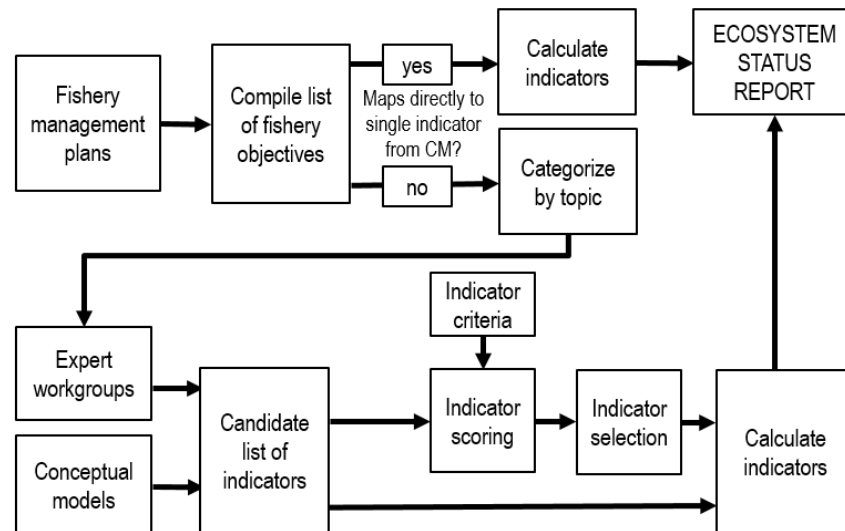 Fishery
management
plans
Compile list
of fishery
objectives
yes
Maps directly to
single indicator
from CM?
no
Calculate
indicators
ECOSYSTEM
STATUS
REPORT
Categorize
by topic
Indicator
criteria
Expert
workgroups
Conceptual
models
Candidate
list of
indicators
Indicator
scoring
Indicator
selection
Calculate
indicators